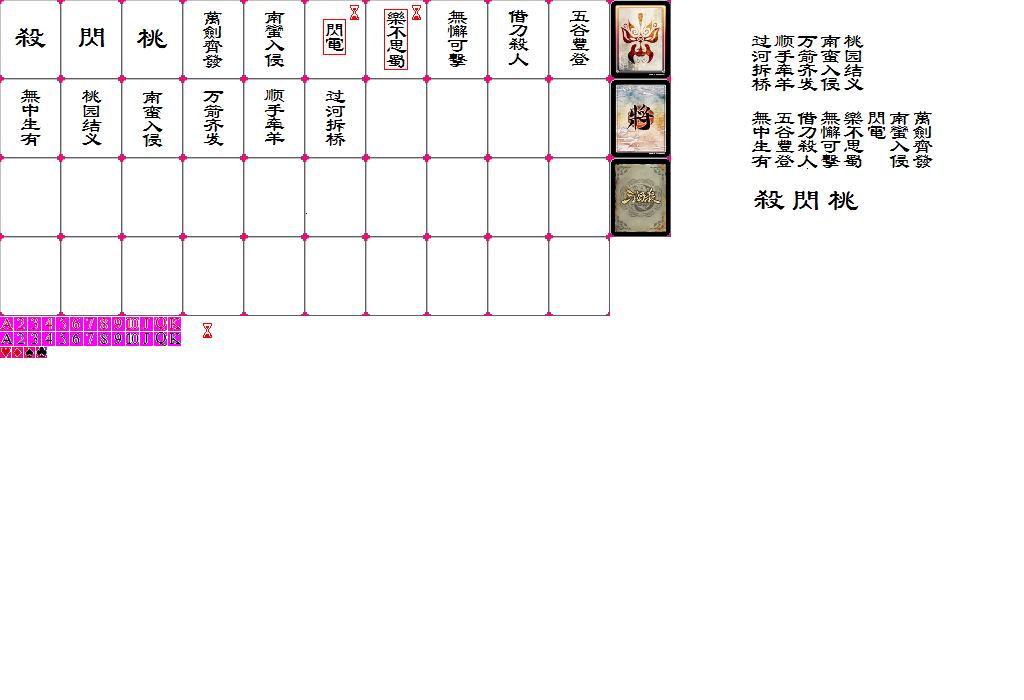 殺
閃
桃
萬劍齊發
南蠻入侵
閃電
樂不思蜀
無懈可擊
借刀殺人
五谷豐登
無中生有
桃园结义
南蛮入侵
万箭齐发
顺手牵羊
过河拆桥
將
三国殺
A 2 3 4 5 6 7 8 9 10 J Q K
A 2 3 4 5 6 7 8 9 10 J Q K
过河拆桥
顺手牵羊
万箭齐发
南蛮入侵
桃园结义
無中生有
五谷豐登
借刀殺人
無懈可擊
樂不思蜀
閃電
南蠻入侵
萬劍齊發
殺 閃 桃